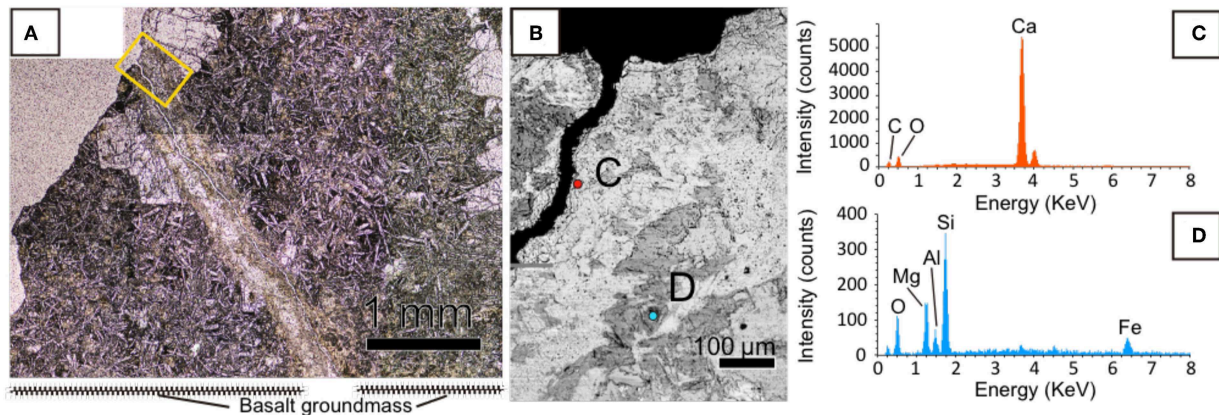 A
1 mm
Basalt groundmass
B
C
D
100 µm
C
Ca
C O
Intensity (counts)
5000
4000
3000
2000
1000
0
0 1 2 3 4 5 6 7 8
Energy (KeV)
D
Si
Al
Mg
O
Fe
Intensity (counts)
400
300
200
100
0
0 1 2 3 4 5 6 7 8
Energy (KeV)